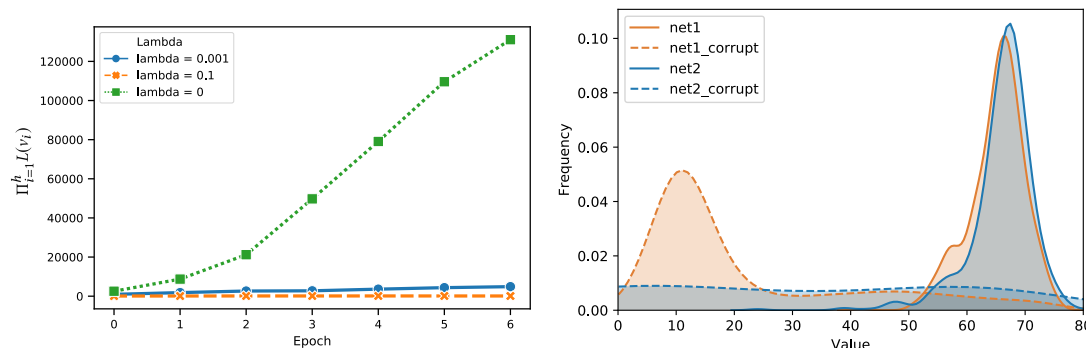 Lambda
lambda = 0.001
lambda = 0.1
lambda = 0
120000
100000
80000
60000
40000
20000
0
Π_{i=1}^{h} L(v_i)
0 1 2 3 4 5 6
Epoch
net1
net1_corrupt
net2
net2_corrupt
0.10
0.08
0.06
0.04
0.02
0.00
Frequency
0 10 20 30 40 50 60 70 80
Value